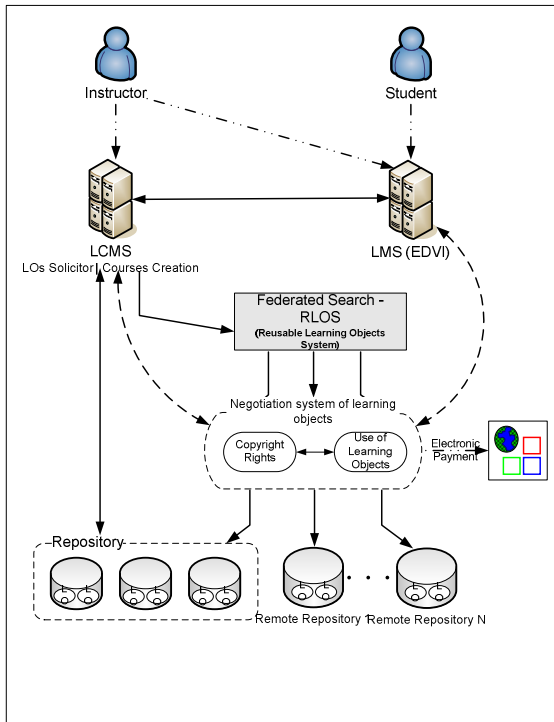 Instructor
Student
LCMS
LMS (EDVI)
LOs Solicitor| Courses Creation
Federated Search -
RLOS
(Reusable Learning Objects
System)
Negotiation system of learning
objects
Copyright
Rights
Use of
Learning
Objects
Electronic
Payment
Repository
Remote Repository 1
Remote Repository N